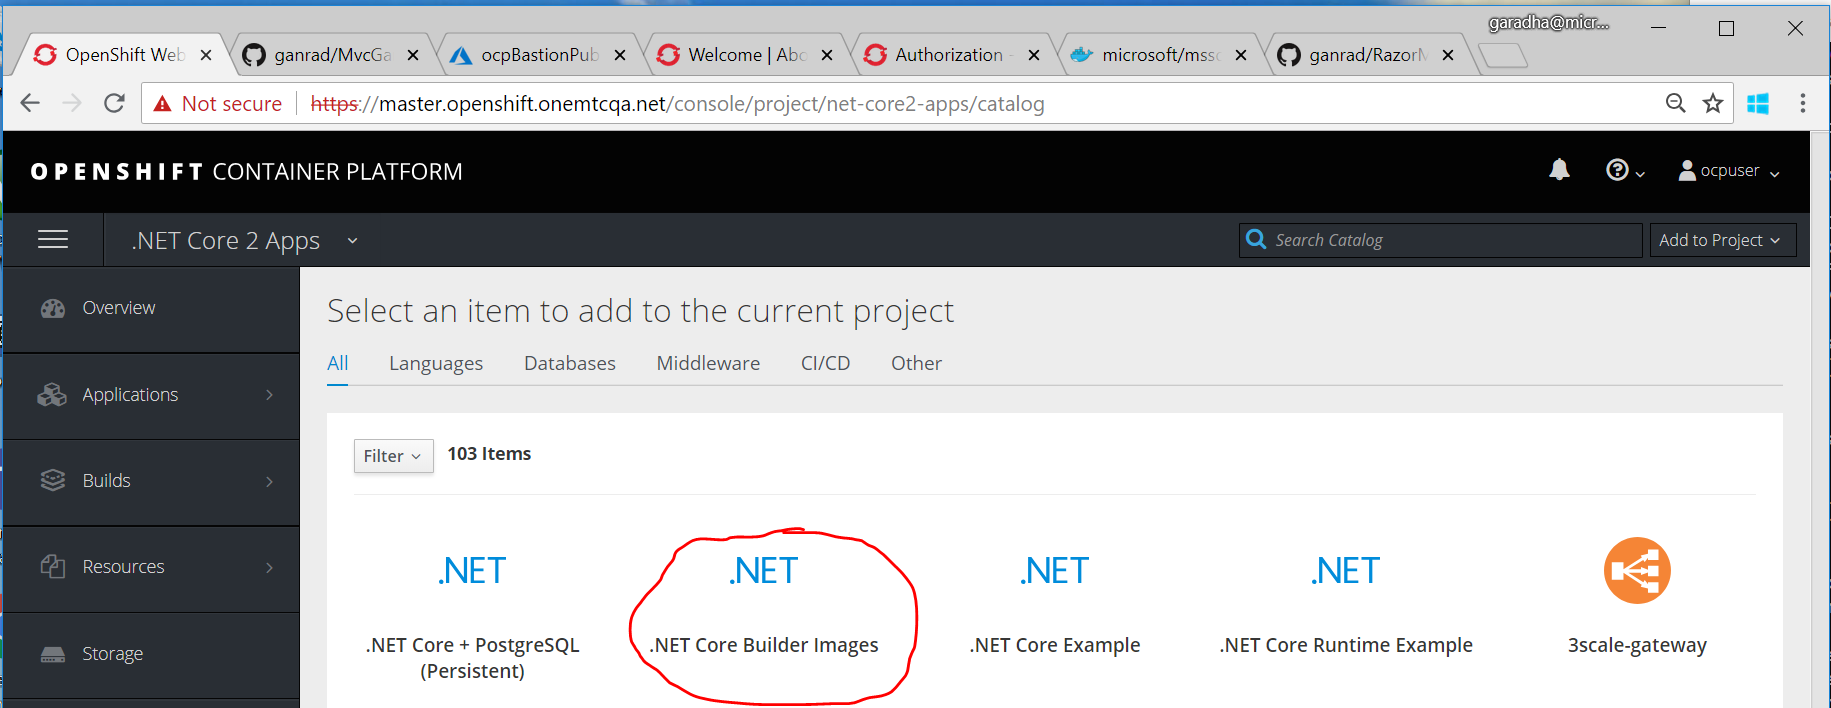 garadha@micr...
OpenShift Web
ganrad/MvcGa
ocpBastionPub
Welcome | Abo
Authorization -
microsoft/mssq
ganrad/RazorM
Not secure
https://master.openshift.onemtcqa.net/console/project/net-core2-apps/catalog
OPENSHIFT CONTAINER PLATFORM
ocpuser
.NET Core 2 Apps
Search Catalog
Add to Project
Overview
Applications
Builds
Resources
Storage
Select an item to add to the current project
All Languages Databases Middleware CI/CD Other
Filter 103 Items
.NET .NET .NET .NET
.NET Core + PostgreSQL
(Persistent)
.NET Core Builder Images
.NET Core Example
.NET Core Runtime Example
3scale-gateway